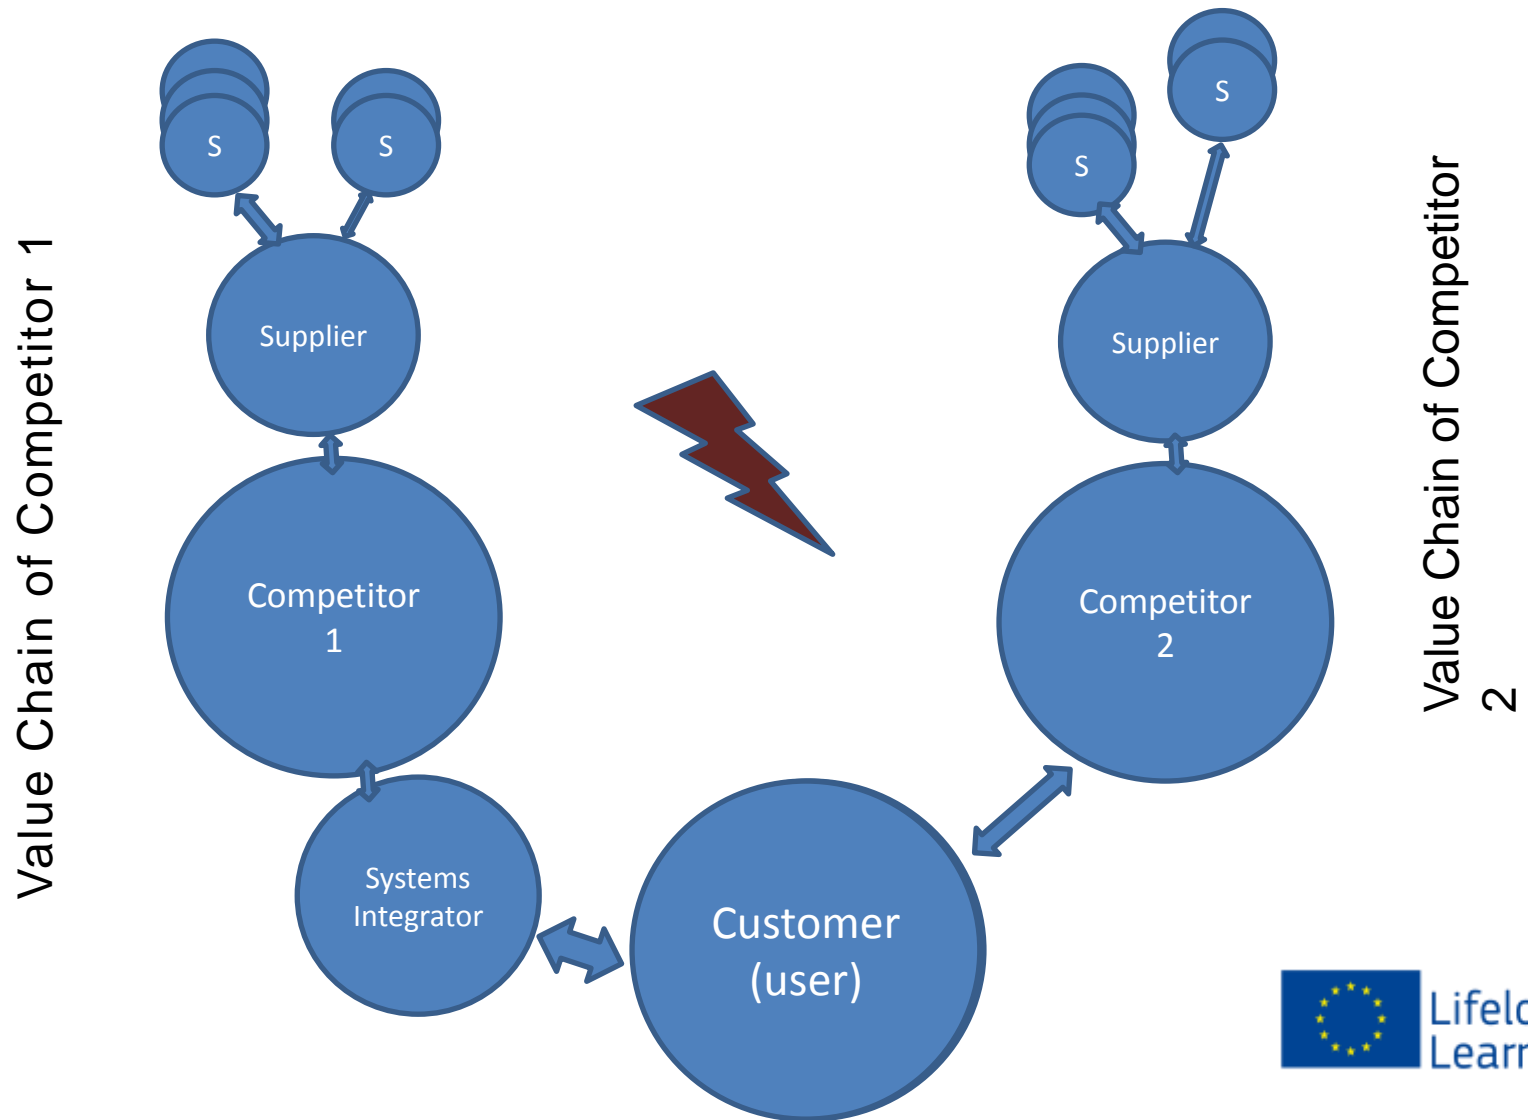 Value Chain of Competitor 1
S
S
Supplier
Competitor
1
Systems
Integrator
Customer
(user)
S
S
Supplier
Competitor
2
Value Chain of Competitor
2